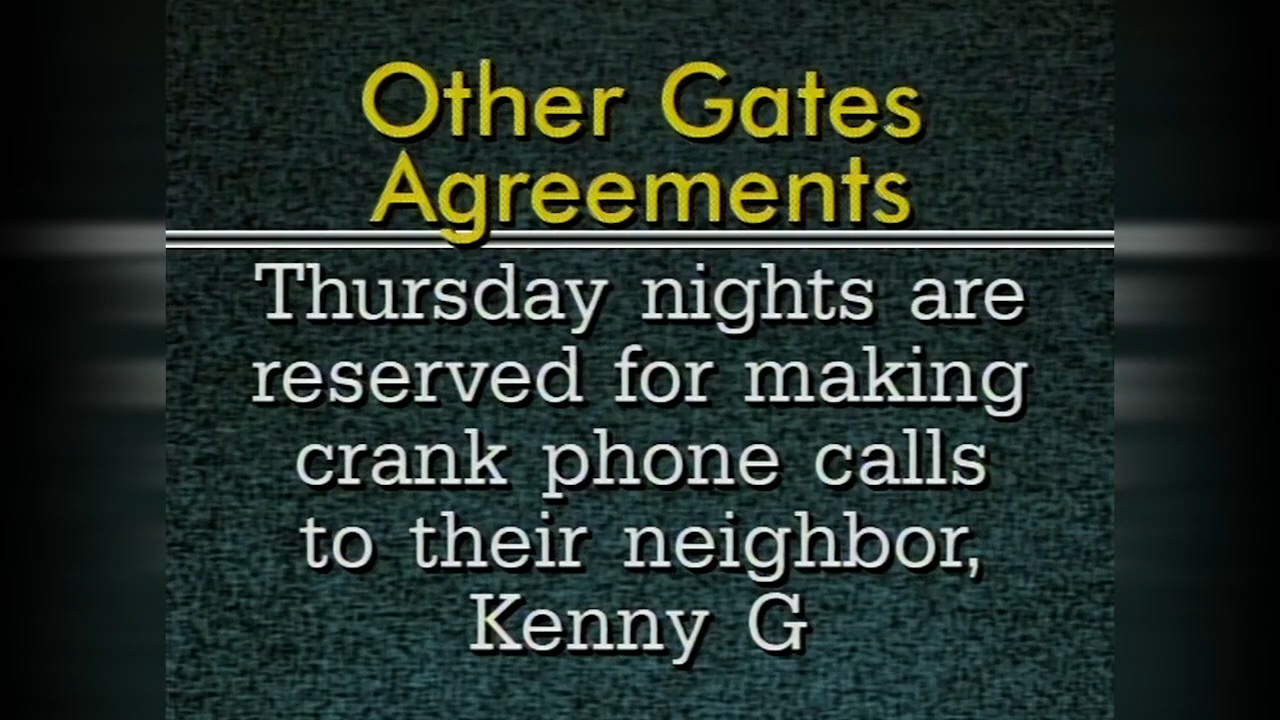 Other Gates
Agreements
Thursday nights are
reserved for making
crank phone calls
to their neighbor,
Kenny G